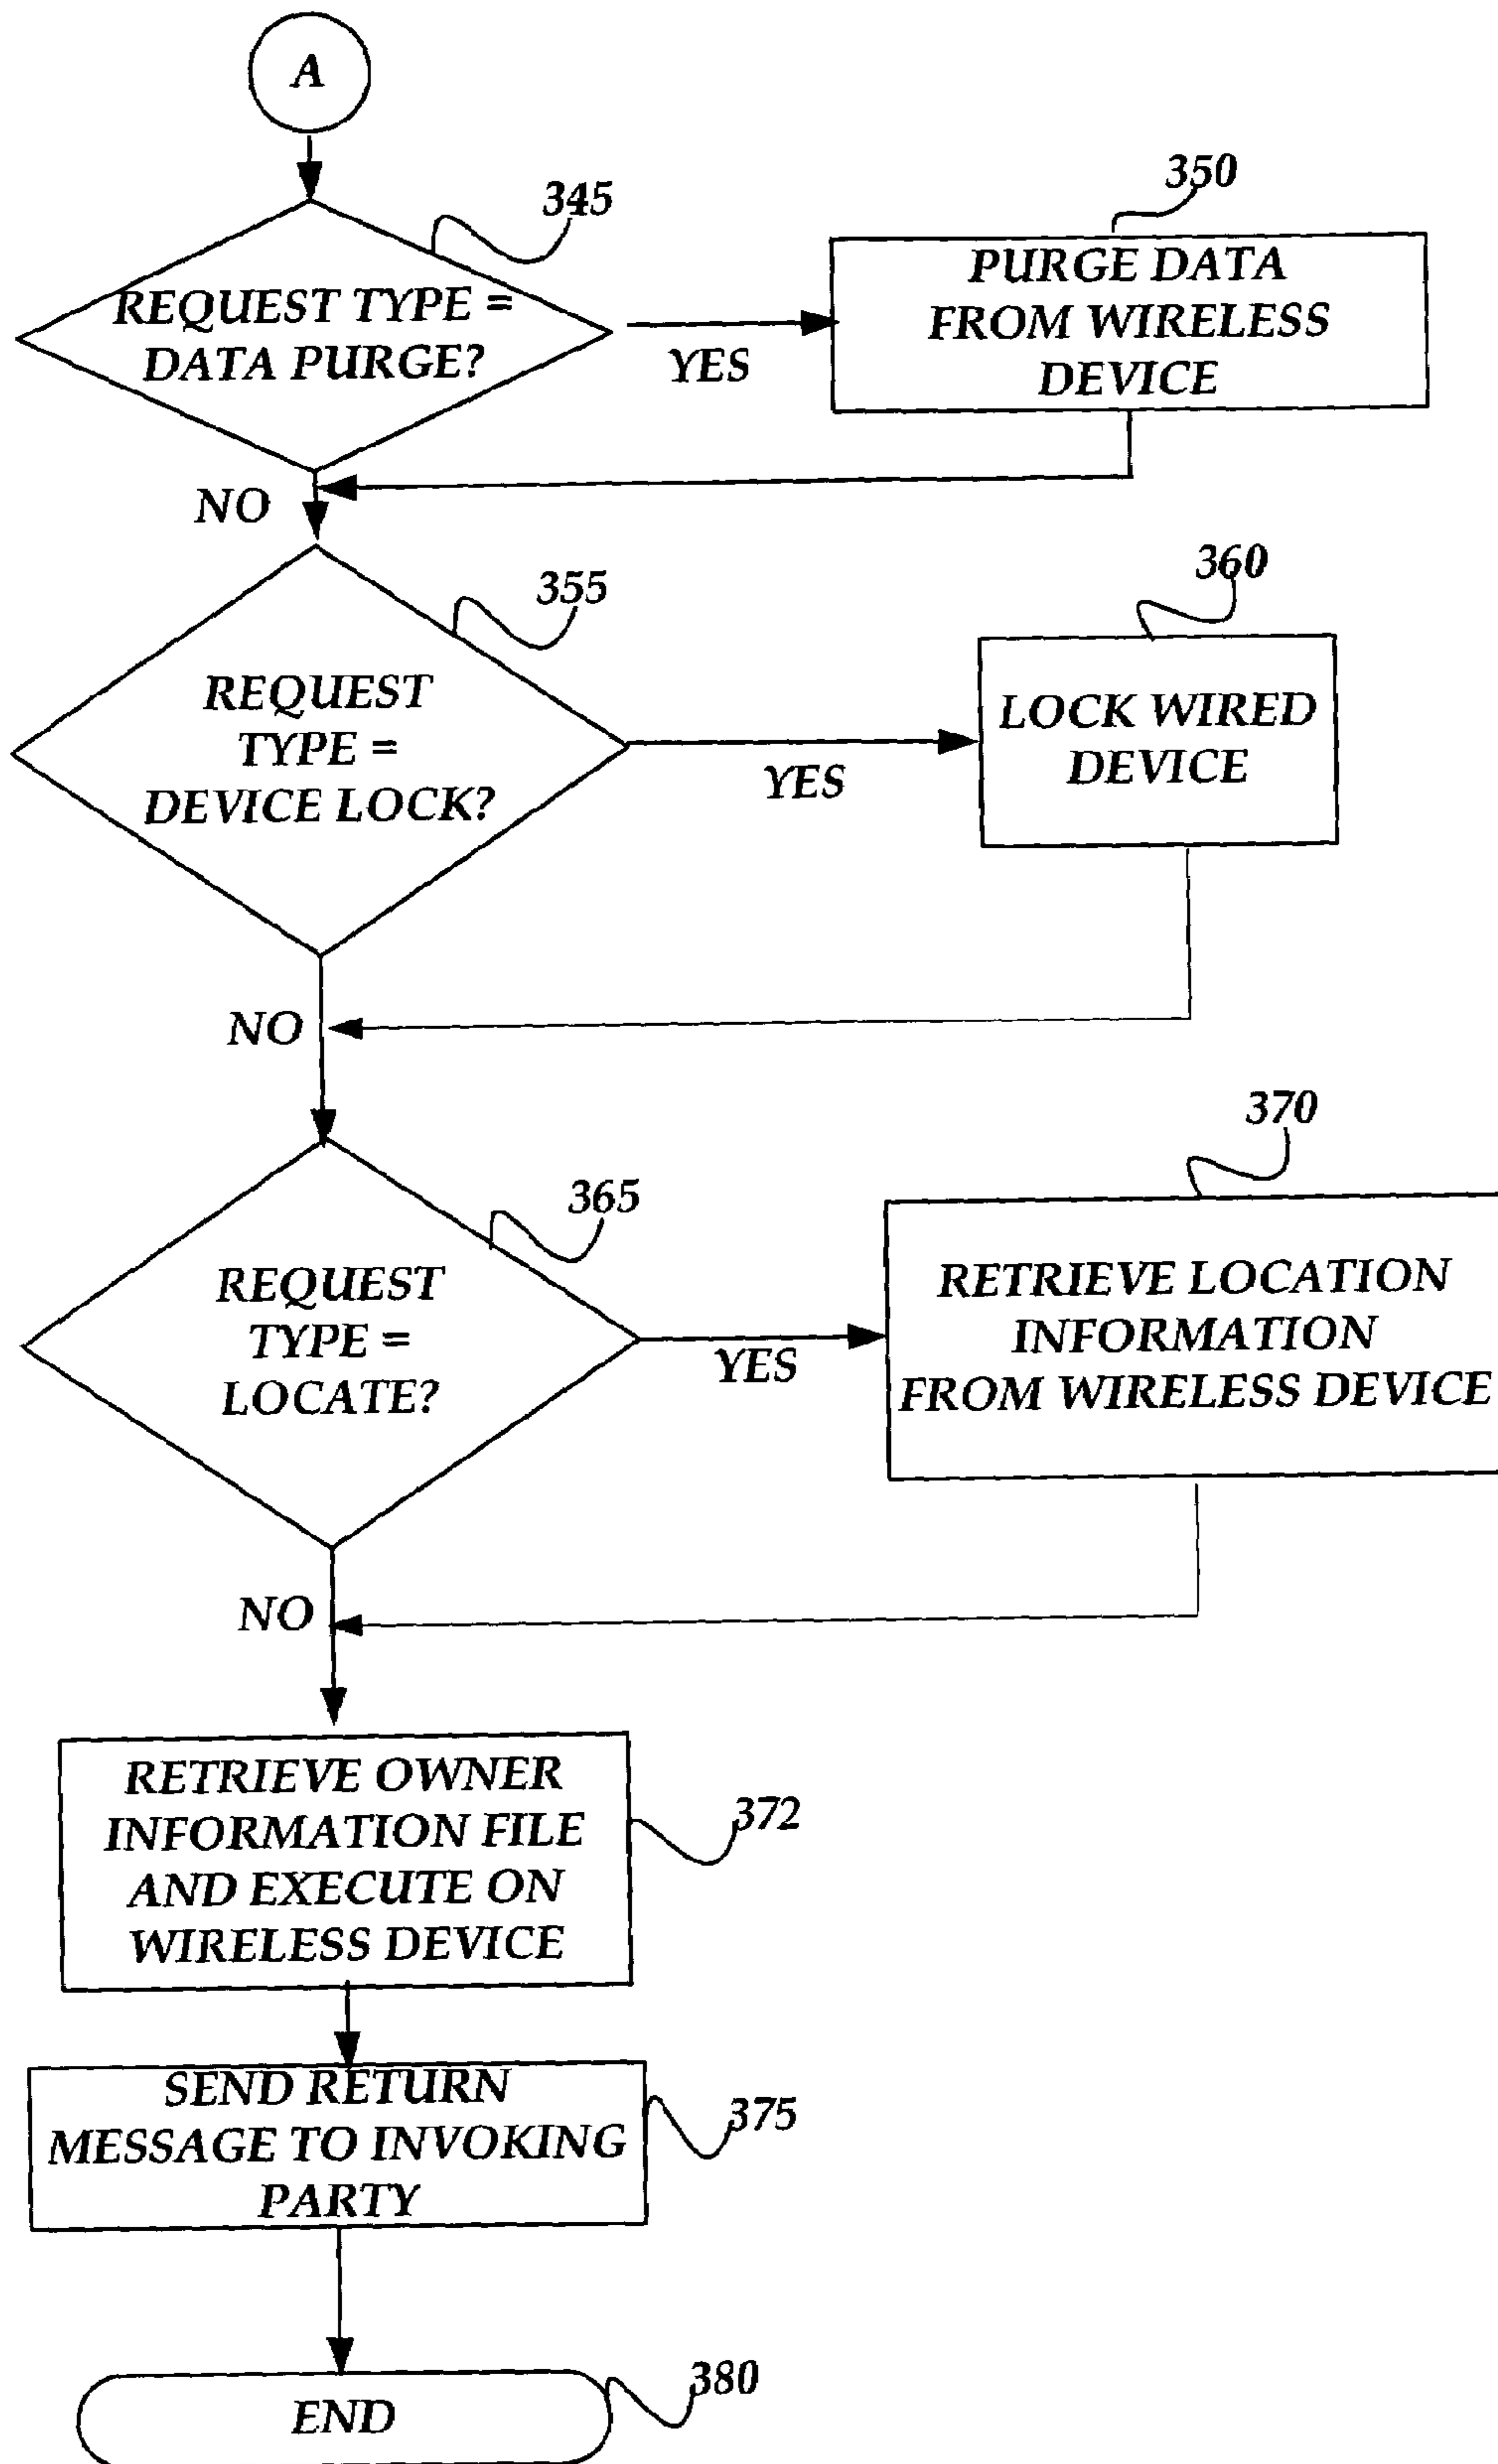 A
345
REQUEST TYPE =
DATA PURGE?
YES
350
PURGE DATA
FROM WIRELESS
DEVICE
NO
355
REQUEST
TYPE =
DEVICE LOCK?
YES
360
LOCK WIRED
DEVICE
NO
365
REQUEST
TYPE =
LOCATE?
YES
370
RETRIEVE LOCATION
INFORMATION
FROM WIRELESS DEVICE
NO
RETRIEVE OWNER
INFORMATION FILE
AND EXECUTE ON
WIRELESS DEVICE
372
SEND RETURN
MESSAGE TO INVOKING
PARTY
375
END
380